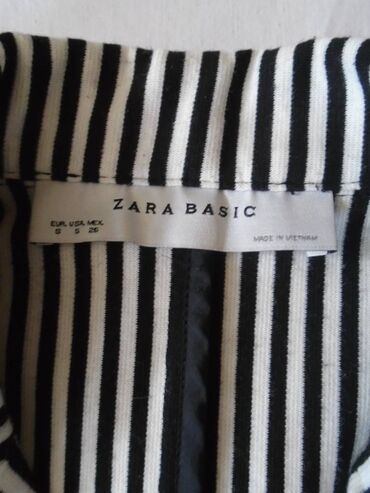 ZARA BASIC
EUR. USA. MEX.
S S 26
MADE IN VIETNAM